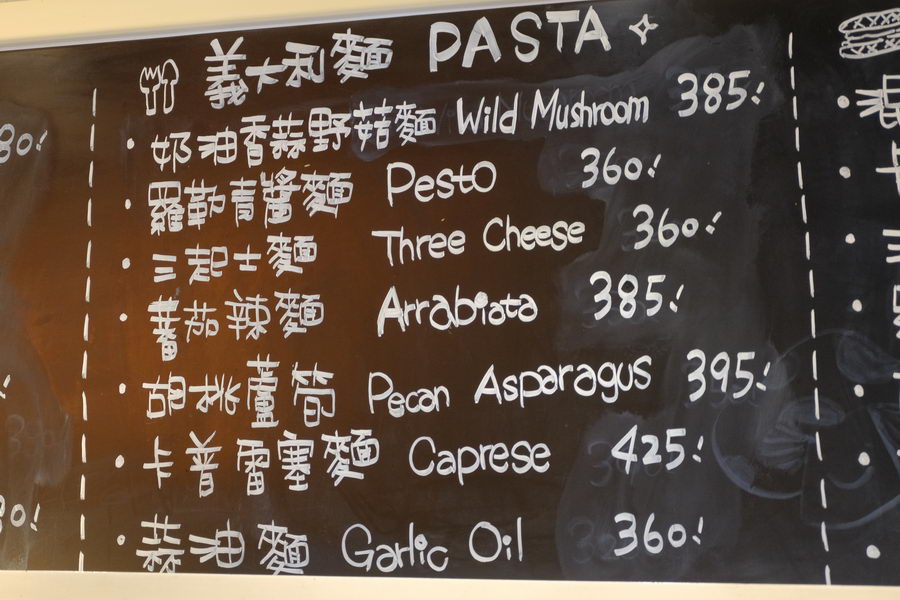 義大利麵 PASTA
奶油香蒜野菇麵 Wild Mushroom 385.-
羅勒青醬麵 Pesto 360.-
三起士麵 Three Cheese 360.-
蕃茄辣麵 Arrabiata 385.-
胡桃蘆筍 Pecan Asparagus 395.-
卡普雷塞麵 Caprese 425.-
蒜油麵 Garlic Oil 360.-